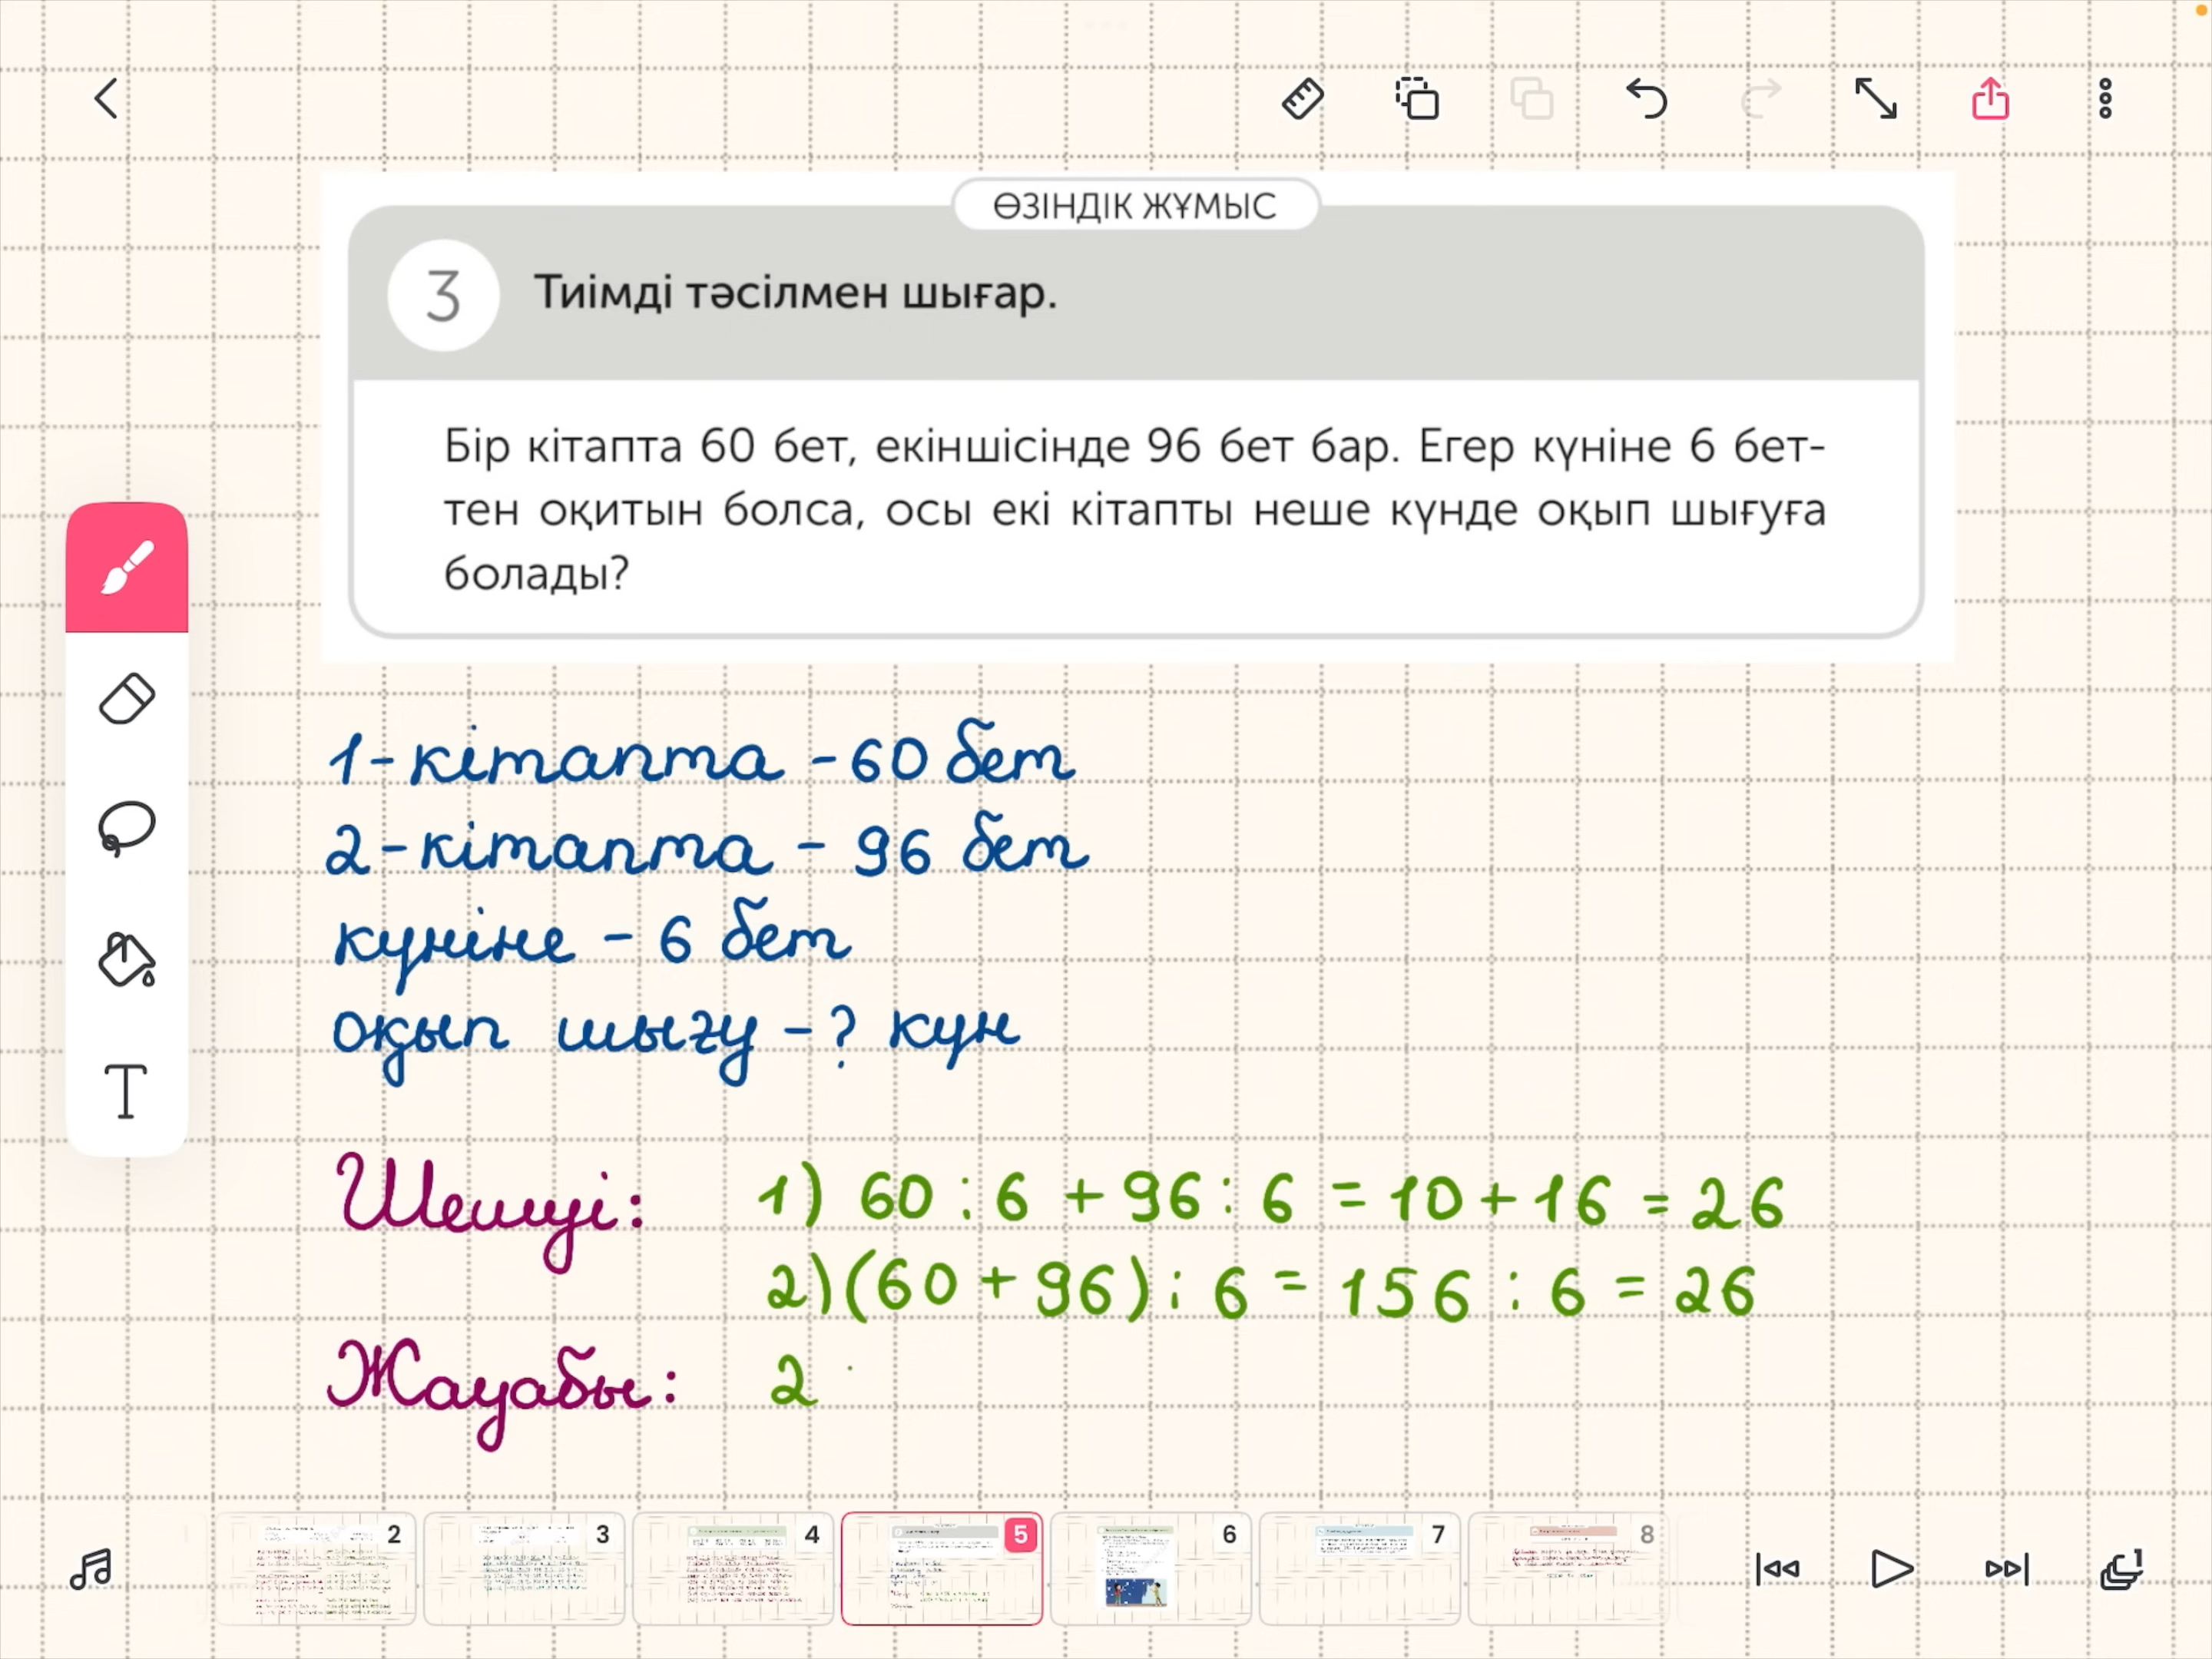 ӨЗІНДІК ЖҰМЫС
3 Тиімді тәсілмен шығар.
Бір кітапта 60 бет, екіншісінде 96 бет бар. Егер күніне 6 бет-
тен оқитын болса, осы екі кітапты неше күнде оқып шығуға
болады?
1-кітапта - 60 бет
2-кітапта - 96 бет
күніне - 6 бет
оқып шығу - ? күн
Шешуі: 1) 60 : 6 + 96 : 6 = 10 + 16 = 26
2) (60 + 96) : 6 = 156 : 6 = 26
Жауабы: 2
2 3 4 5 6 7 8